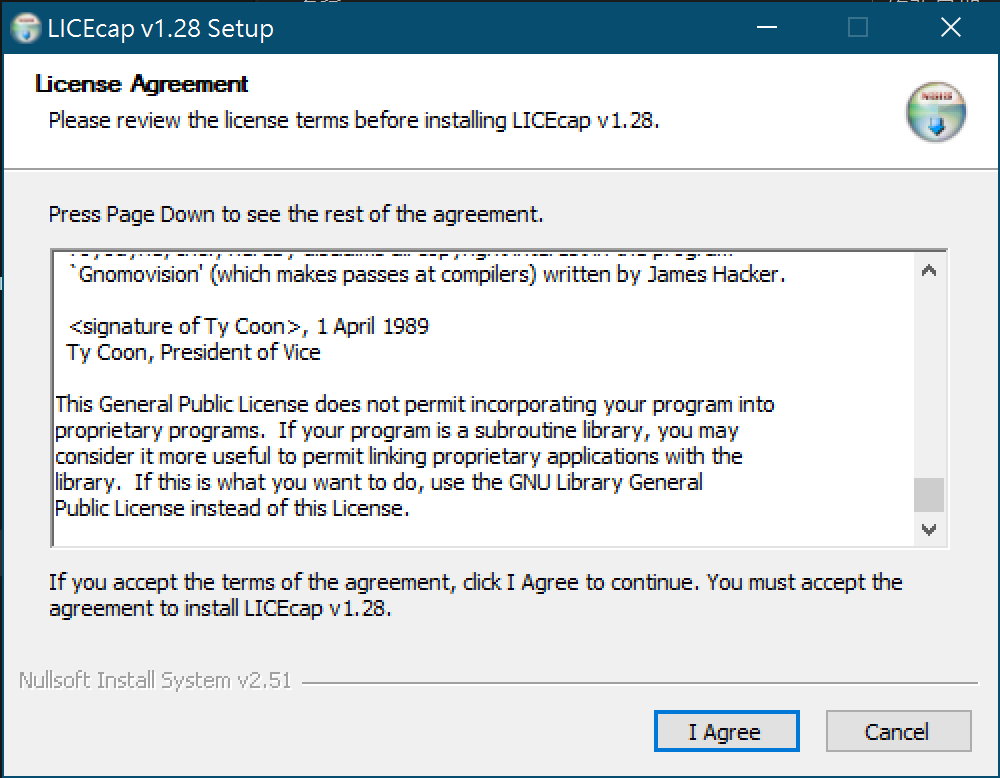 LICEcap v1.28 Setup
License Agreement
Please review the license terms before installing LICEcap v1.28.
Press Page Down to see the rest of the agreement.
`Gnomovision' (which makes passes at compilers) written by James Hacker.
<signature of Ty Coon>, 1 April 1989
Ty Coon, President of Vice
This General Public License does not permit incorporating your program into
proprietary programs.  If your program is a subroutine library, you may
consider it more useful to permit linking proprietary applications with the
library.  If this is what you want to do, use the GNU Library General
Public License instead of this License.
If you accept the terms of the agreement, click I Agree to continue. You must accept the
agreement to install LICEcap v1.28.
Nullsoft Install System v2.51
I Agree
Cancel